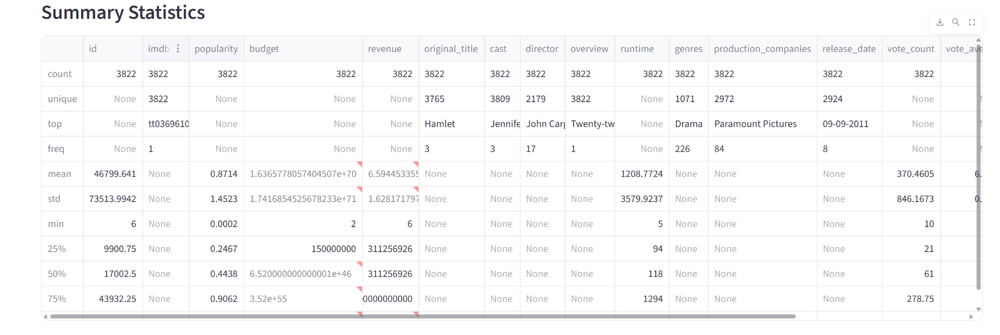 Summary Statistics
id imdb popularity budget revenue original_title cast director overview runtime genres production_companies release_date vote_count vote_ave
count 3822 3822 3822 3822 3822 3822 3822 3822 3822 3822 3822 3822 3822 3822
unique None 3822 None None None 3765 3809 2179 3822 None 1071 2972 2924 None
top None tt0369610 None None None Hamlet Jennife John Carp Twenty-tw None Drama Paramount Pictures 09-09-2011 None
freq None 1 None None None 3 3 17 1 None 226 84 8 None
mean 46799.641 None 0.8714 1.6365778057404507e+70 6.594453355 None None None None 1208.7724 None None None 370.4605 6.
std 73513.9942 None 1.4523 1.7416854525678233e+71 1.628171797 None None None None 3579.9237 None None None 846.1673 0.
min 6 None 0.0002 2 6 None None None None 5 None None None 10
25% 9900.75 None 0.2467 150000000 311256926 None None None None 94 None None None 21
50% 17002.5 None 0.4438 6.520000000000001e+46 311256926 None None None None 118 None None None 61
75% 43932.25 None 0.9062 3.52e+55 0000000000 None None None None 1294 None None None 278.75